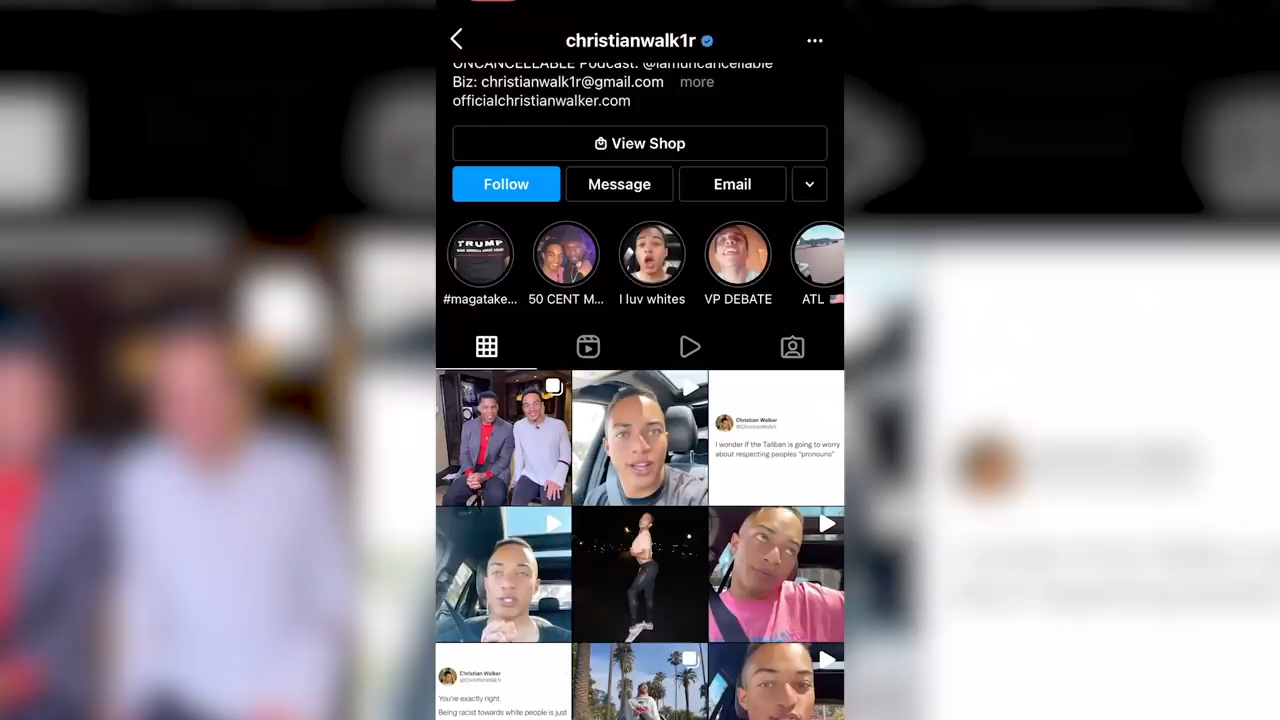 christianwalk1r
UNCANCELLABLE Podcast: @iamuncancellable
Biz: christianwalk1r@gmail.com more
officialchristianwalker.com
View Shop
Follow Message Email
TRUMP
#magatake... 50 CENT M... I luv whites VP DEBATE ATL 🇺🇸
Christian Walker
I wonder if the Taliban is going to worry
about respecting peoples "pronouns"
Christian Walker
You're exactly right.
Being racist towards white people is just